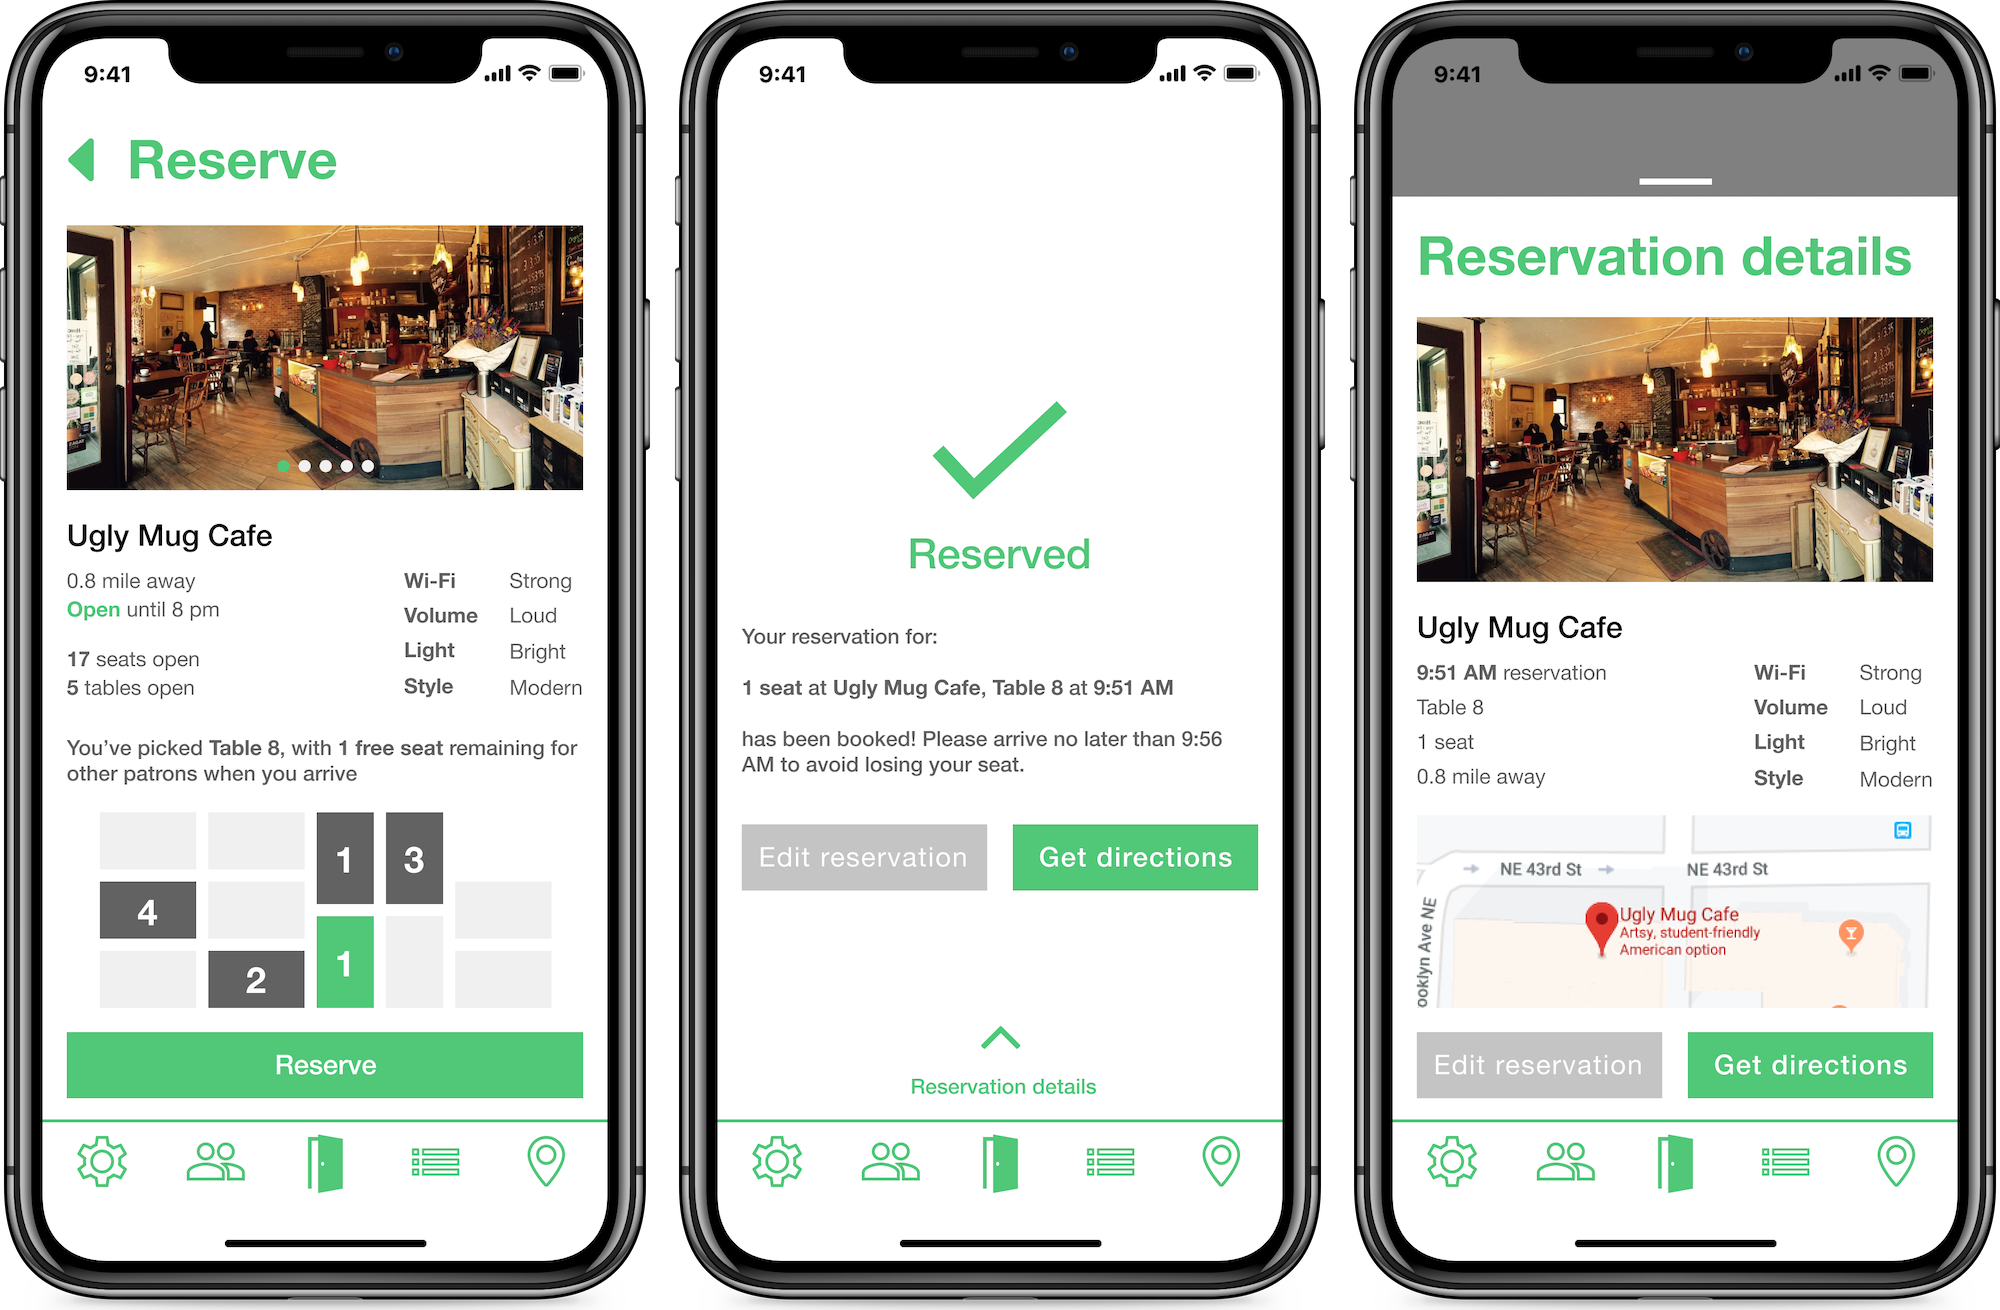 9:41
Reserve
Ugly Mug Cafe
0.8 mile away
Open until 8 pm
17 seats open
5 tables open
Wi-Fi Strong
Volume Loud
Light Bright
Style Modern
You’ve picked Table 8, with 1 free seat remaining for
other patrons when you arrive
1 3
4
2 1
Reserve
9:41
Reserved
Your reservation for:
1 seat at Ugly Mug Cafe, Table 8 at 9:51 AM
has been booked! Please arrive no later than 9:56
AM to avoid losing your seat.
Edit reservation
Get directions
Reservation details
9:41
Reservation details
Ugly Mug Cafe
9:51 AM reservation
Table 8
1 seat
0.8 mile away
Wi-Fi Strong
Volume Loud
Light Bright
Style Modern
NE 43rd St
NE 43rd St
ooklyn Ave NE
Ugly Mug Cafe
Artsy, student-friendly
American option
Edit reservation
Get directions